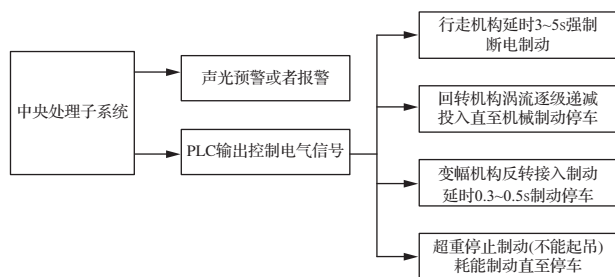 中央处理子系统
声光预警或者报警
PLC输出控制电气信号
行走机构延时3~5s强制
断电制动
回转机构涡流逐级递减
投入直至机械制动停车
变幅机构反转接入制动
延时0.3~0.5s制动停车
超重停止制动(不能起吊)
耗能制动直至停车